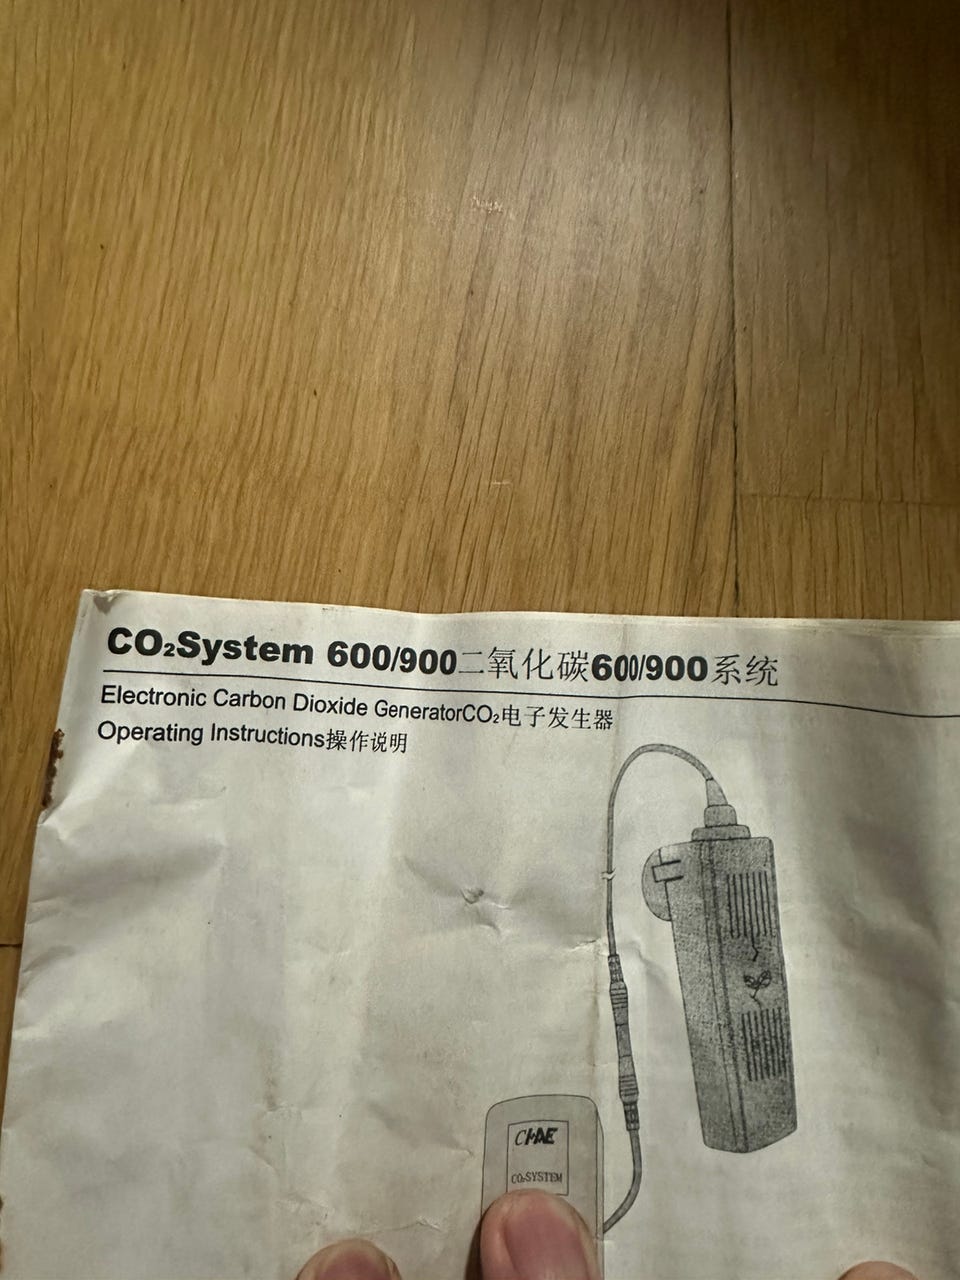 CO₂System 600/900二氧化碳600/900系统
Electronic Carbon Dioxide GeneratorCO₂电子发生器
Operating Instructions操作说明
CO₂SYSTEM